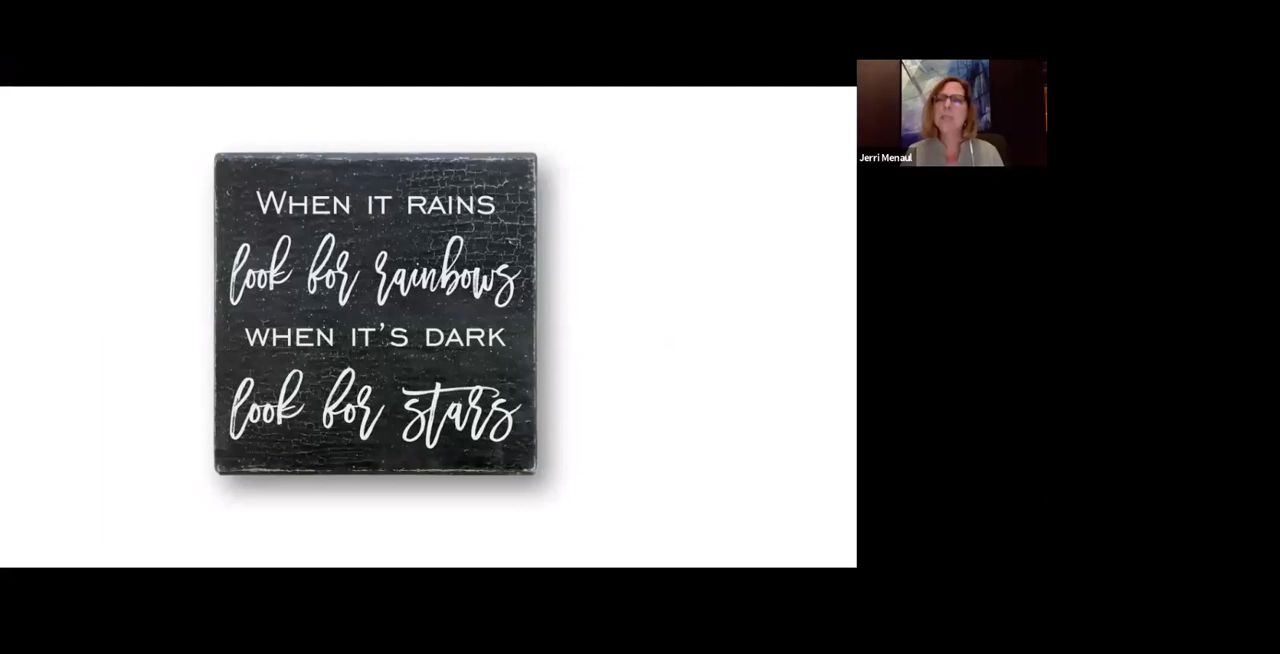 WHEN IT RAINS
look for rainbows
WHEN IT'S DARK
look for stars
Jerri Menaul